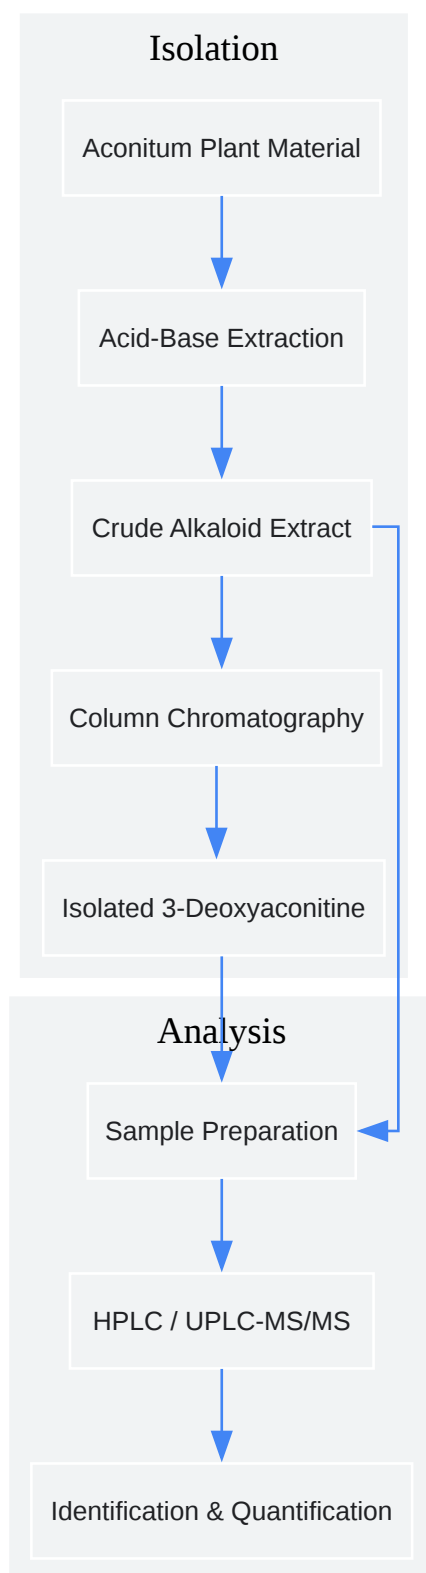 Isolation
Aconitum Plant Material
Acid-Base Extraction
Crude Alkaloid Extract
Column Chromatography
Isolated 3-Deoxyaconitine
Analysis
Sample Preparation
HPLC / UPLC-MS/MS
Identification & Quantification